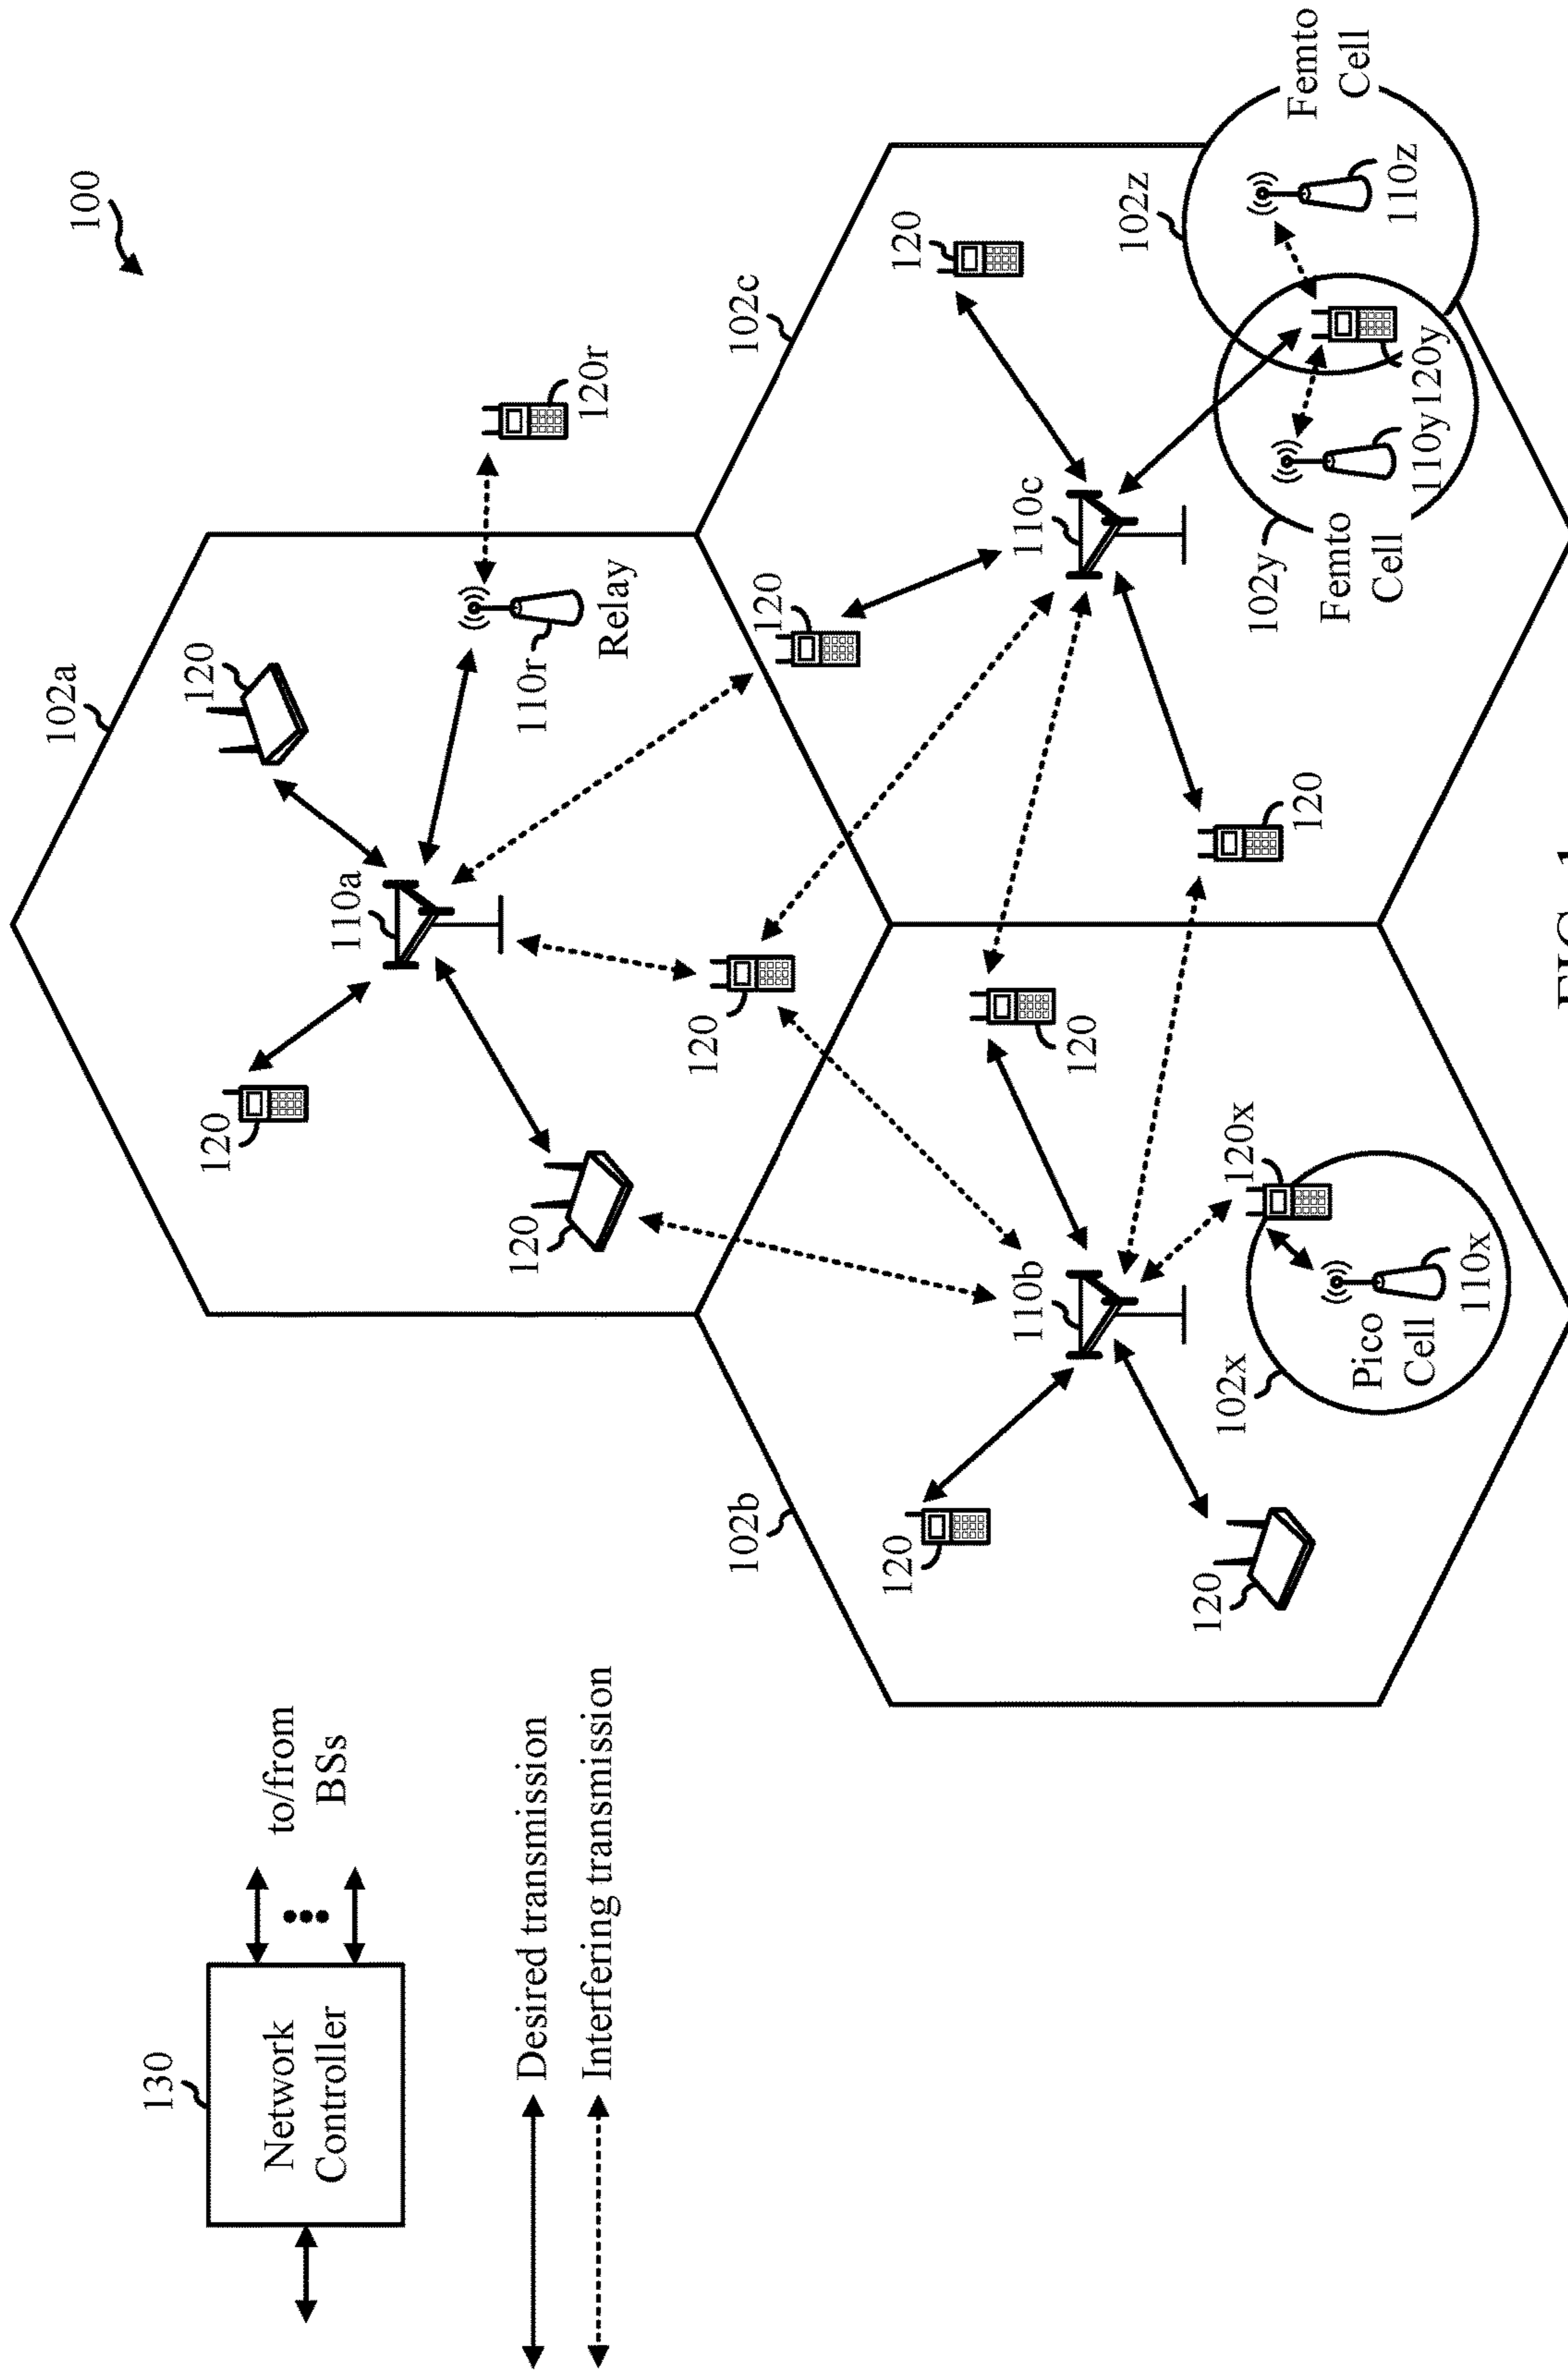 100
130
Network
Controller
to/from
BSs
Desired transmission
Interfering transmission
102a
120
120
110a
120
110r
Relay
120r
120
102b
102c
120
120
120
110b
110c
120
120
102x
120x
Pico
Cell
110x
120
102z
102y
Femto
Cell
Femto
Cell
110z
110y
120y
FIG. 1